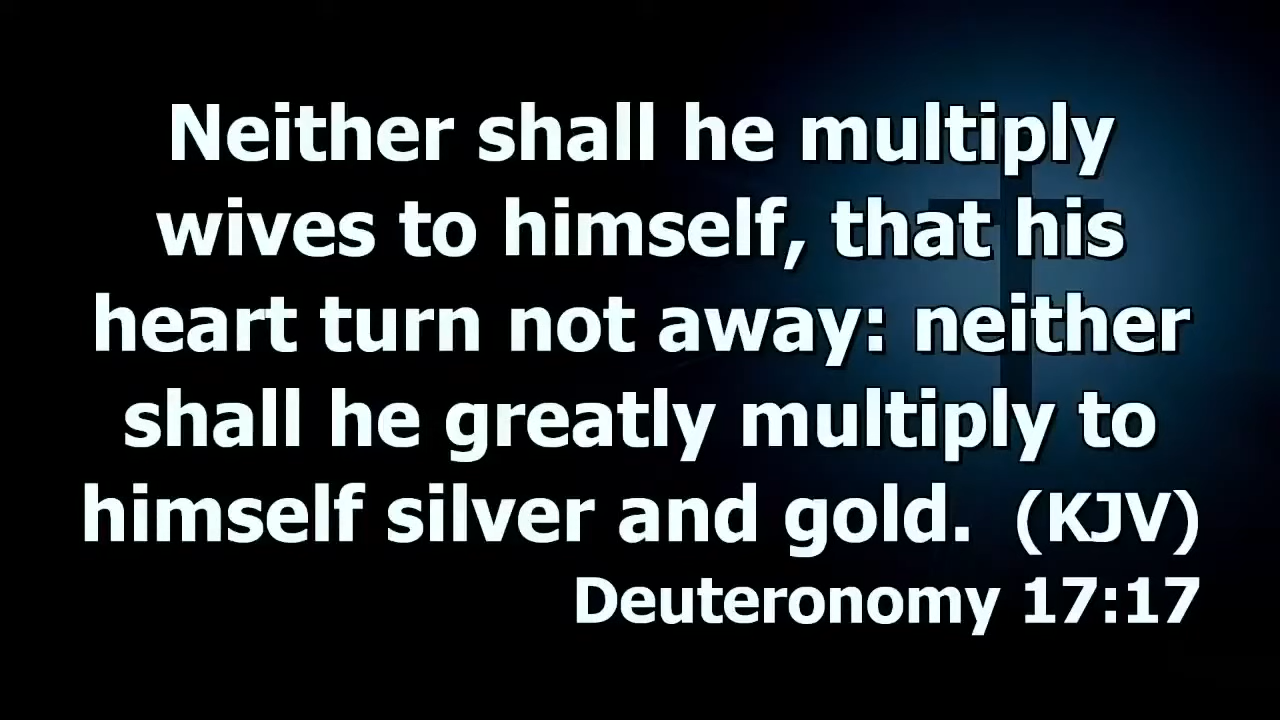 Neither shall he multiply
wives to himself, that his
heart turn not away: neither
shall he greatly multiply to
himself silver and gold. (KJV)
Deuteronomy 17:17